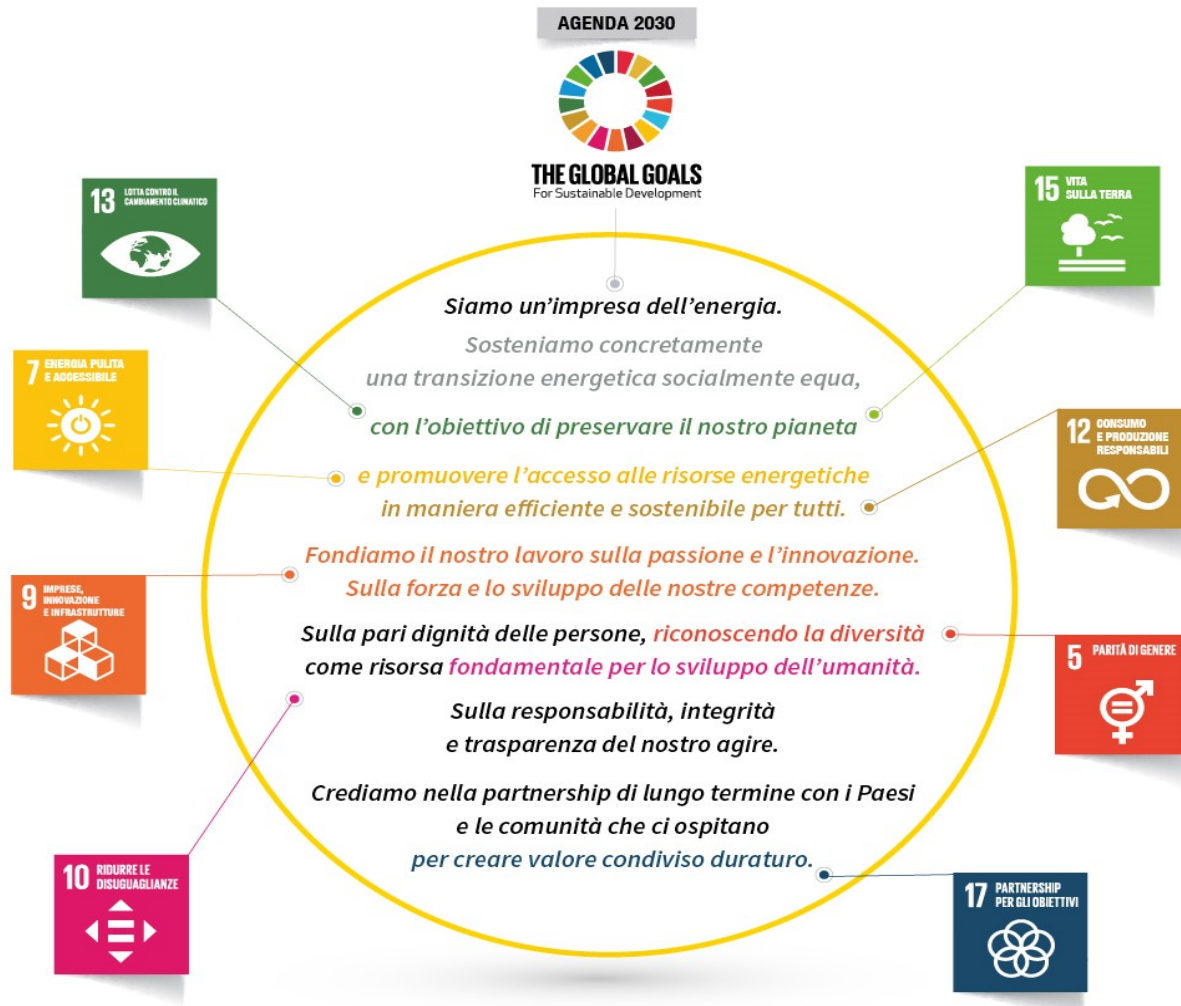 AGENDA 2030
THE GLOBAL GOALS
For Sustainable Development
13 LOTTA CONTRO IL
CAMBIAMENTO CLIMATICO
15 VITA
SULLA TERRA
Siamo un'impresa dell'energia.
Sosteniamo concretamente
una transizione energetica socialmente equa,
con l'obiettivo di preservare il nostro pianeta
7 ENERGIA PULITA
E ACCESSIBILE
12 CONSUMO
E PRODUZIONE
RESPONSABILI
e promuovere l'accesso alle risorse energetiche
in maniera efficiente e sostenibile per tutti.
Fondiamo il nostro lavoro sulla passione e l'innovazione.
Sulla forza e lo sviluppo delle nostre competenze.
9 IMPRESE,
INNOVAZIONE
E INFRASTRUTTURE
Sulla pari dignità delle persone, riconoscendo la diversità
come risorsa fondamentale per lo sviluppo dell'umanità.
5 PARITÀ DI GENERE
Sulla responsabilità, integrità
e trasparenza del nostro agire.
Crediamo nella partnership di lungo termine con i Paesi
e le comunità che ci ospitano
per creare valore condiviso duraturo.
10 RIDURRE LE
DISUGUAGLIANZE
17 PARTNERSHIP
PER GLI OBIETTIVI